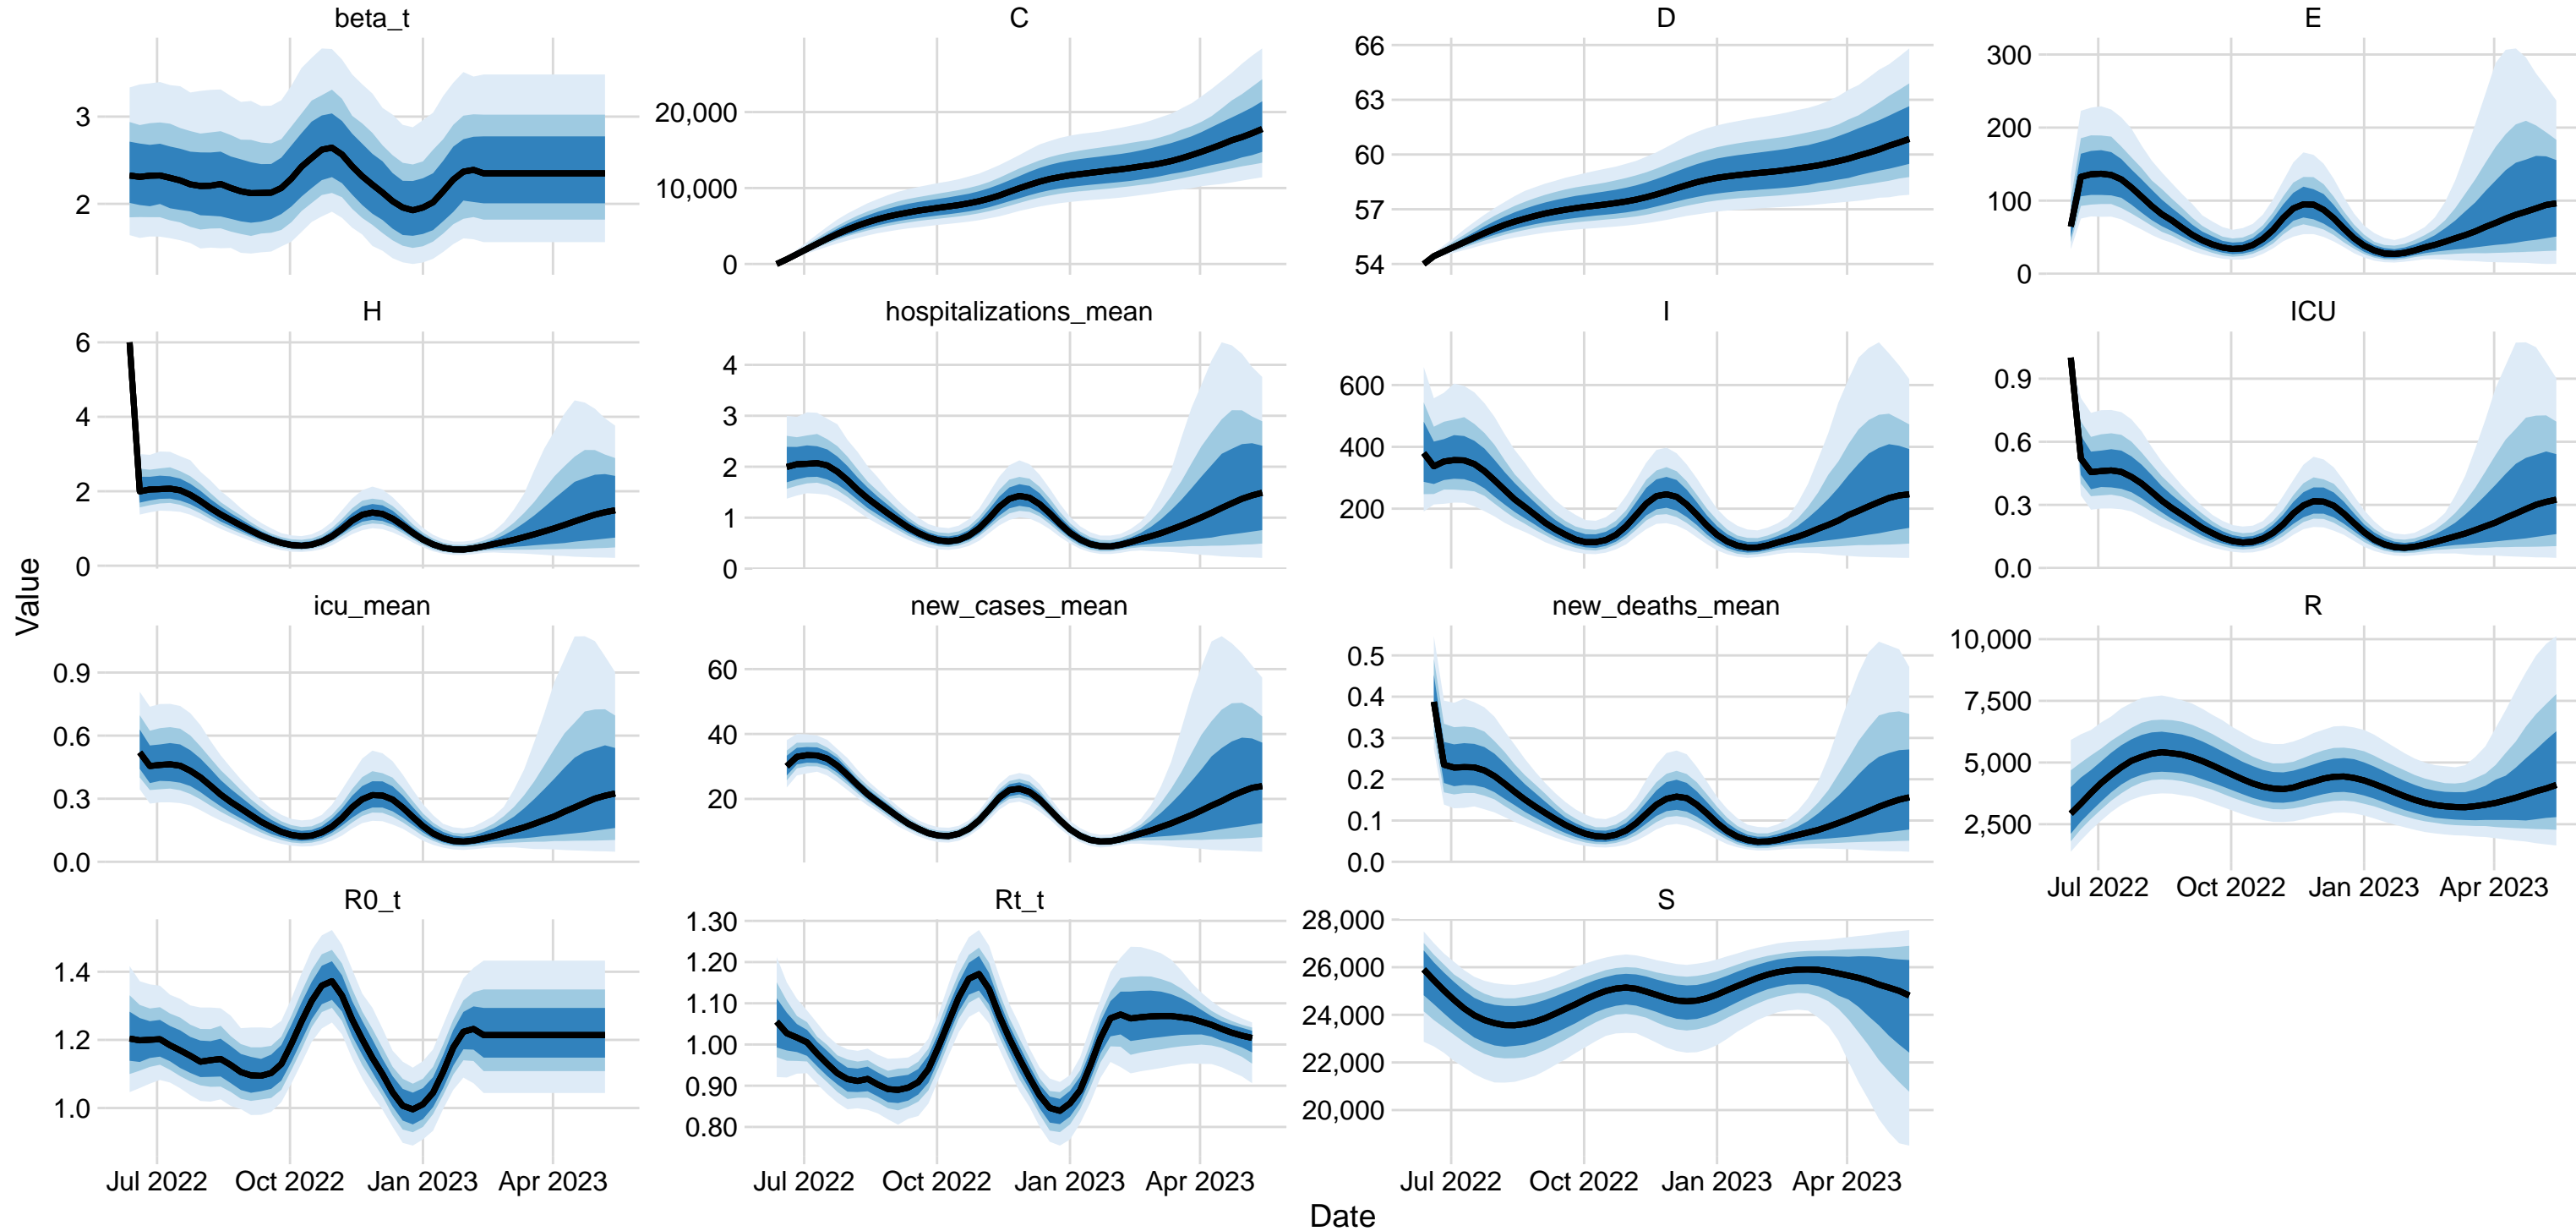 beta_t
C
D
E
3
2
20,000
10,000
0
66
63
60
57
54
300
200
100
0
H
hospitalizations_mean
I
ICU
6
4
2
0
4
3
2
1
0
600
400
200
0.9
0.6
0.3
0.0
icu_mean
new_cases_mean
new_deaths_mean
R
0.9
0.6
0.3
0.0
60
40
20
0.5
0.4
0.3
0.2
0.1
0.0
10,000
7,500
5,000
2,500
Jul 2022 Oct 2022 Jan 2023 Apr 2023
R0_t
Rt_t
S
1.4
1.2
1.0
1.30
1.20
1.10
1.00
0.90
0.80
28,000
26,000
24,000
22,000
20,000
Jul 2022 Oct 2022 Jan 2023 Apr 2023
Jul 2022 Oct 2022 Jan 2023 Apr 2023
Jul 2022 Oct 2022 Jan 2023 Apr 2023
Value
Date